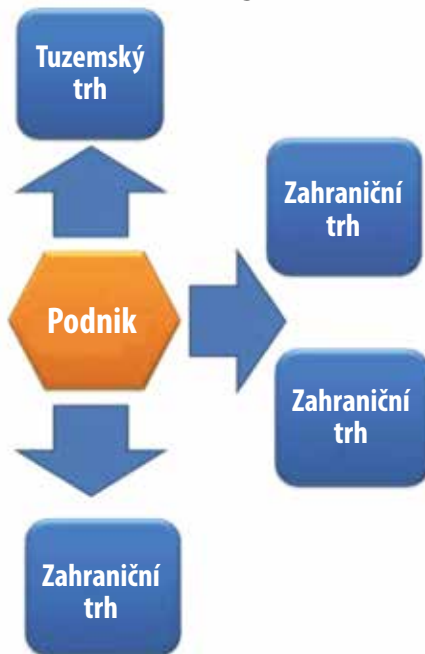 Tuzemský
trh
Zahraniční
trh
Podnik
Zahraniční
trh
Zahraniční
trh